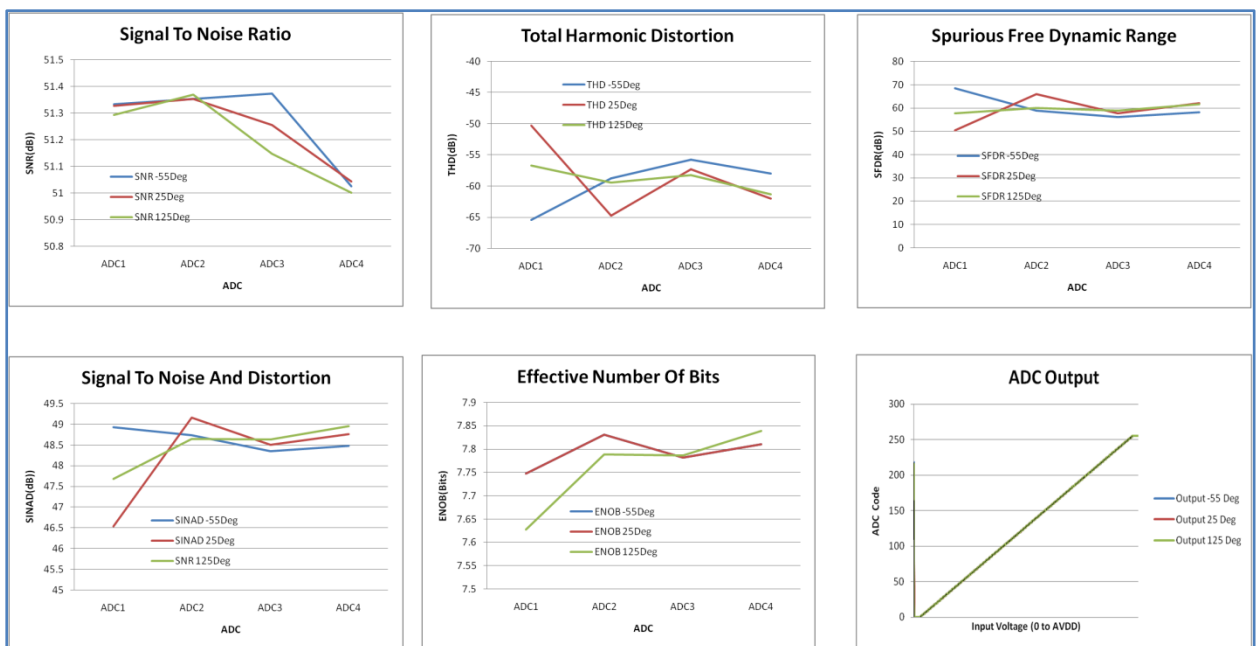 Signal To Noise Ratio
SNR(dB))
51.5
51.4
51.3
51.2
51.1
51
50.9
50.8
SNR -55Deg
SNR 25Deg
SNR 125Deg
ADC1 ADC2 ADC3 ADC4
ADC
Total Harmonic Distortion
THD(dB))
-40
-45
-50
-55
-60
-65
-70
THD -55Deg
THD 25Deg
THD 125Deg
ADC1 ADC2 ADC3 ADC4
ADC
Spurious Free Dynamic Range
SFDR(dB))
80
70
60
50
40
30
20
10
0
SFDR -55Deg
SFDR 25Deg
SFDR 125Deg
ADC1 ADC2 ADC3 ADC4
ADC
Signal To Noise And Distortion
SINAD(dB))
49.5
49
48.5
48
47.5
47
46.5
46
45.5
45
SINAD -55Deg
SINAD 25Deg
SNR 125Deg
ADC1 ADC2 ADC3 ADC4
ADC
Effective Number Of Bits
ENOB(Bits)
7.9
7.85
7.8
7.75
7.7
7.65
7.6
7.55
7.5
ENOB -55Deg
ENOB 25Deg
ENOB 125Deg
ADC1 ADC2 ADC3 ADC4
ADC
ADC Output
ADC Code
300
250
200
150
100
50
0
Output -55 Deg
Output 25 Deg
Output 125 Deg
Input Voltage (0 to AVDD)